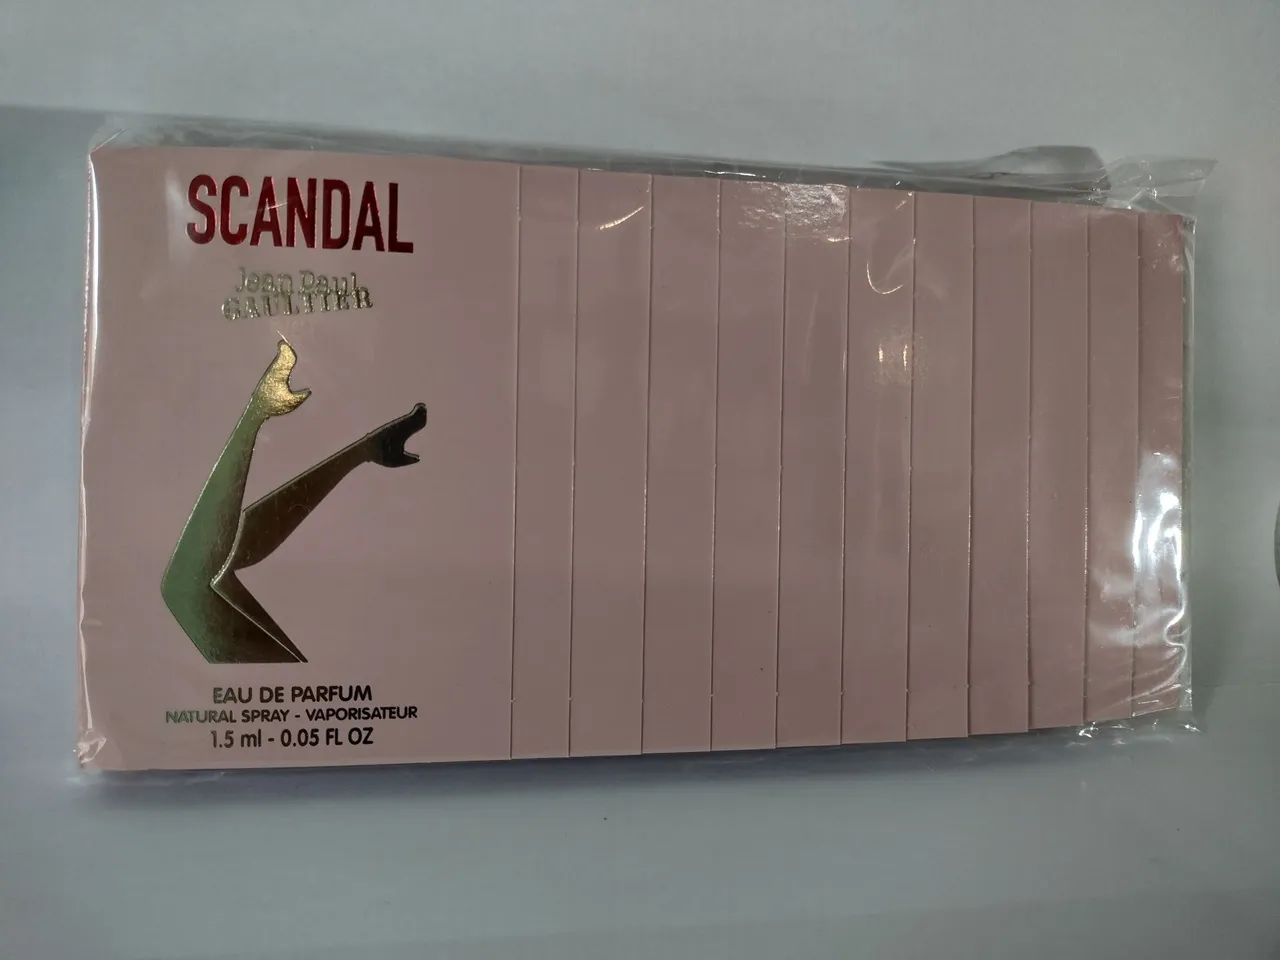 SCANDAL
Jean Paul
GAULTIER
EAU DE PARFUM
NATURAL SPRAY - VAPORISATEUR
1.5 ml - 0.05 FL OZ